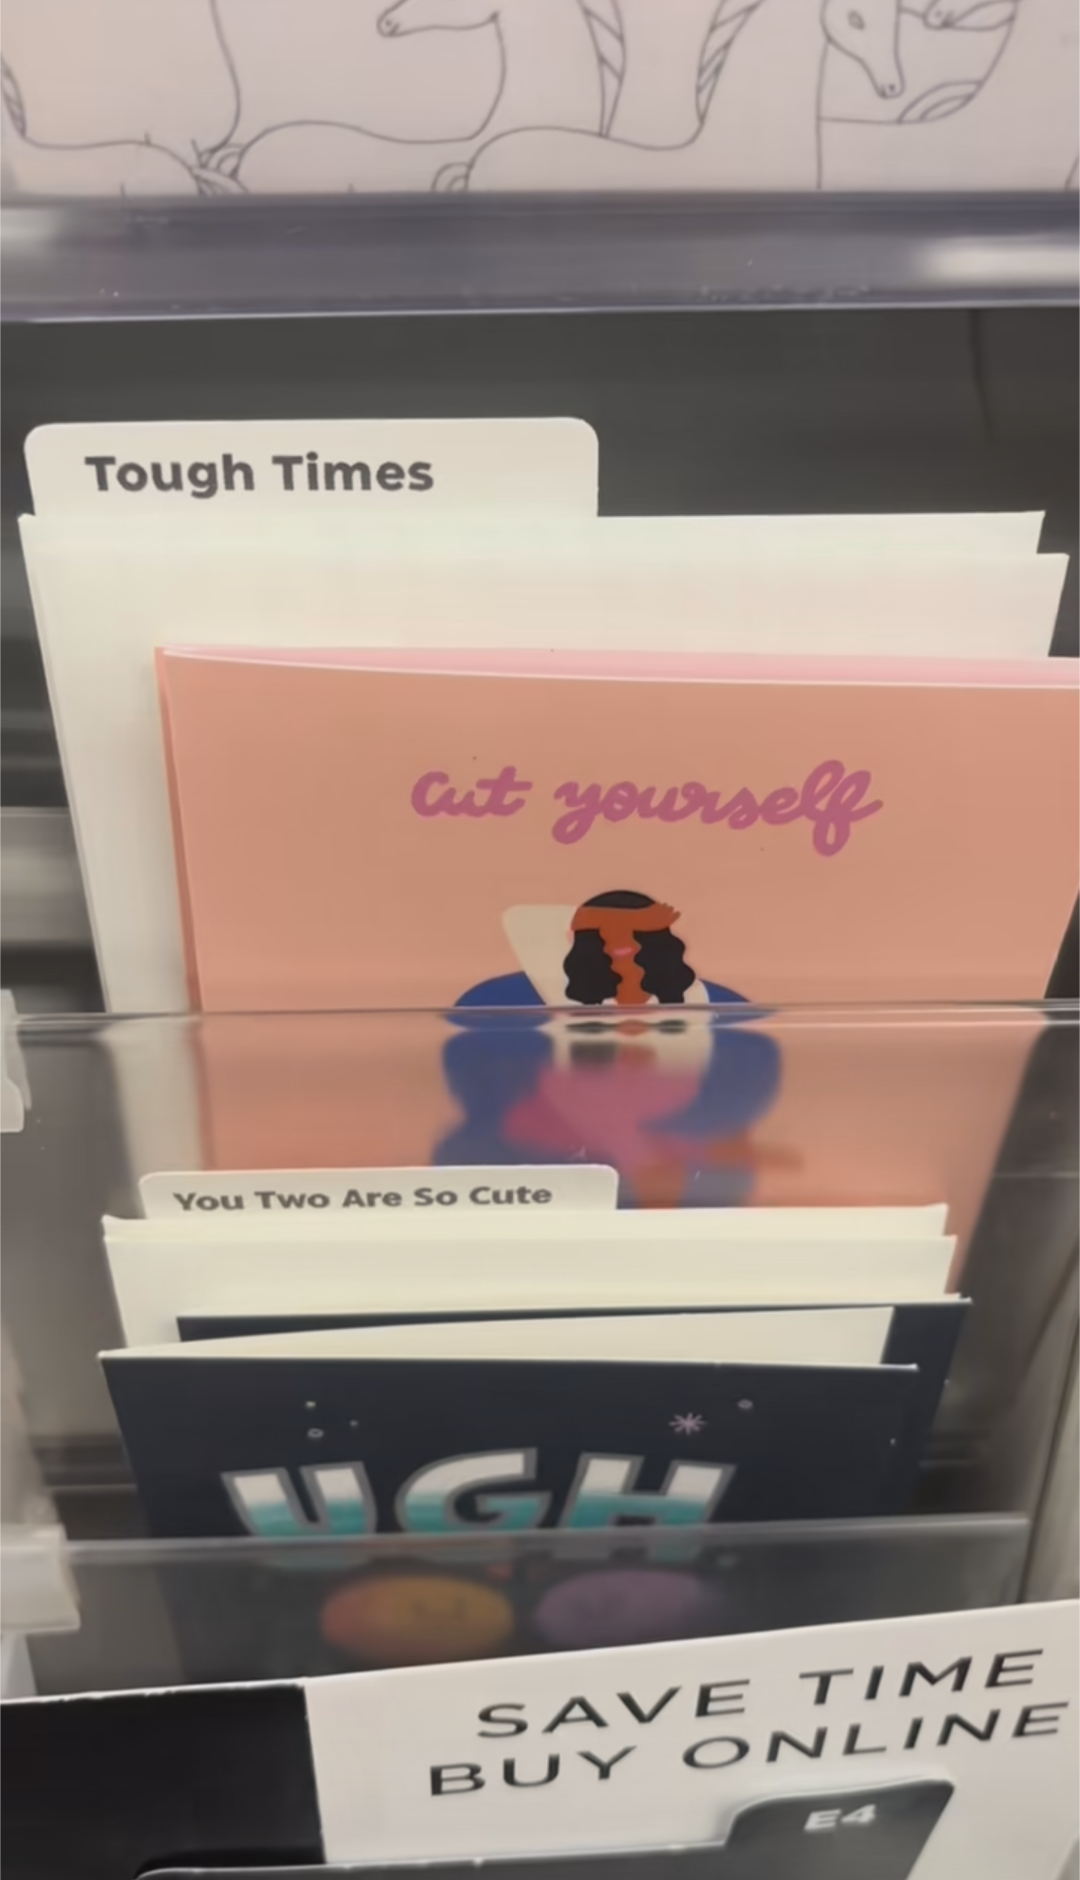 Tough Times
cut yourself
You Two Are So Cute
UGH
SAVE TIME
BUY ONLINE
E4